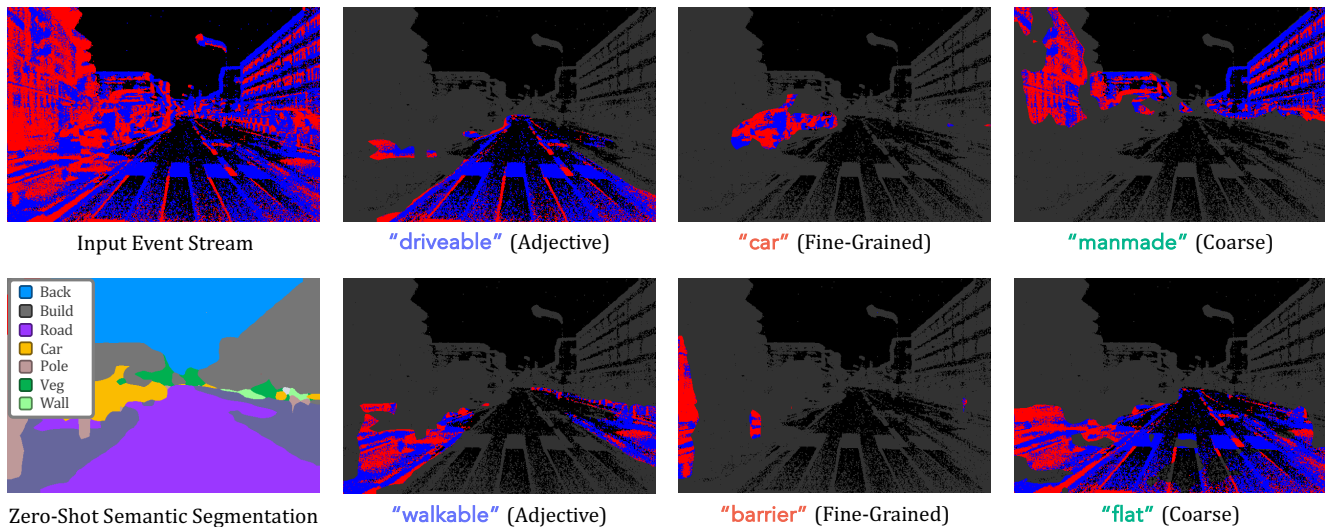 Input Event Stream
“driveable” (Adjective)
“car” (Fine-Grained)
“manmade” (Coarse)
Back
Build
Road
Car
Pole
Veg
Wall
Zero-Shot Semantic Segmentation
“walkable” (Adjective)
“barrier” (Fine-Grained)
“flat” (Coarse)